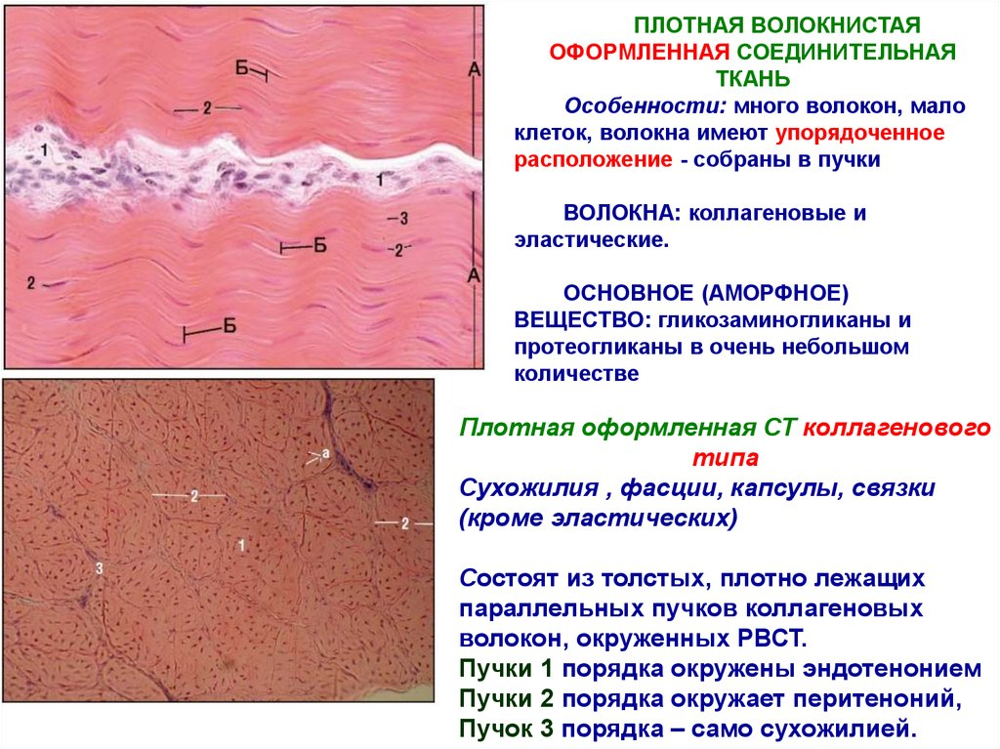 ПЛОТНАЯ ВОЛОКНИСТАЯ
ОФОРМЛЕННАЯ СОЕДИНИТЕЛЬНАЯ
ТКАНЬ
Особенности: много волокон, мало
клеток, волокна имеют упорядоченное
расположение - собраны в пучки
ВОЛОКНА: коллагеновые и
эластические.
ОСНОВНОЕ (АМОРФНОЕ)
ВЕЩЕСТВО: гликозаминогликаны и
протеогликаны в очень небольшом
количестве
Плотная оформленная СТ коллагенового
типа
Сухожилия , фасции, капсулы, связки
(кроме эластических)
Состоят из толстых, плотно лежащих
параллельных пучков коллагеновых
волокон, окруженных РВСТ.
Пучки 1 порядка окружены эндотенонием
Пучки 2 порядка окружает перитеноний,
Пучок 3 порядка – само сухожилией.
Б
А
2
1
1
3
Б
2
А
2
Б
а
2
2
1
3